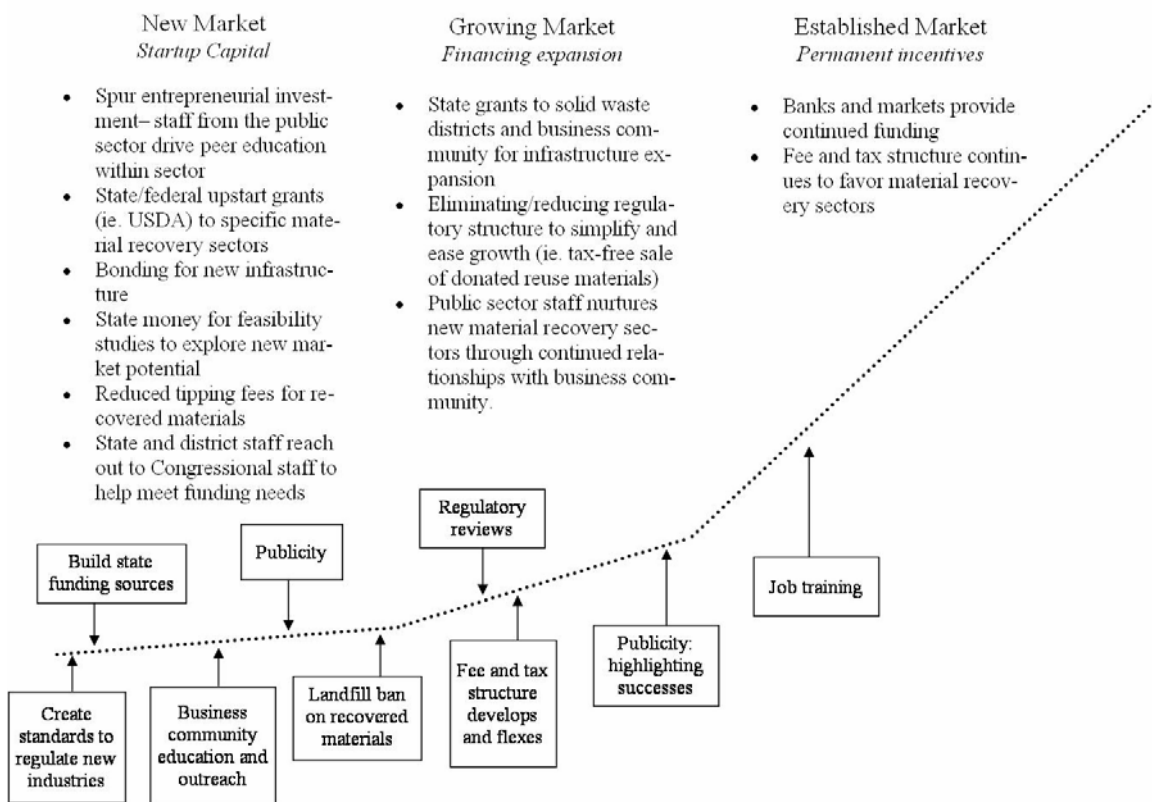 New Market
Startup Capital
• Spur entrepreneurial invest-
ment– staff from the public
sector drive peer education
within sector
• State/federal upstart grants
(ie. USDA) to specific mate-
rial recovery sectors
• Bonding for new infrastruc-
ture
• State money for feasibility
studies to explore new mar-
ket potential
• Reduced tipping fees for re-
covered materials
• State and district staff reach
out to Congressional staff to
help meet funding needs
Growing Market
Financing expansion
• State grants to solid waste
districts and business com-
munity for infrastructure ex-
pansion
• Eliminating/reducing regula-
tory structure to simplify and
ease growth (ie. tax-free sale
of donated reuse materials)
• Public sector staff nurtures
new material recovery sec-
tors through continued rela-
tionships with business com-
munity.
Established Market
Permanent incentives
• Banks and markets provide
continued funding
• Fee and tax structure contin-
ues to favor material recov-
ery sectors
Build state
funding sources
Publicity
Regulatory
reviews
Create
standards to
regulate new
industries
Business
community
education and
outreach
Landfill ban
on recovered
materials
Fee and tax
structure
develops
and flexes
Publicity:
highlighting
successes
Job training